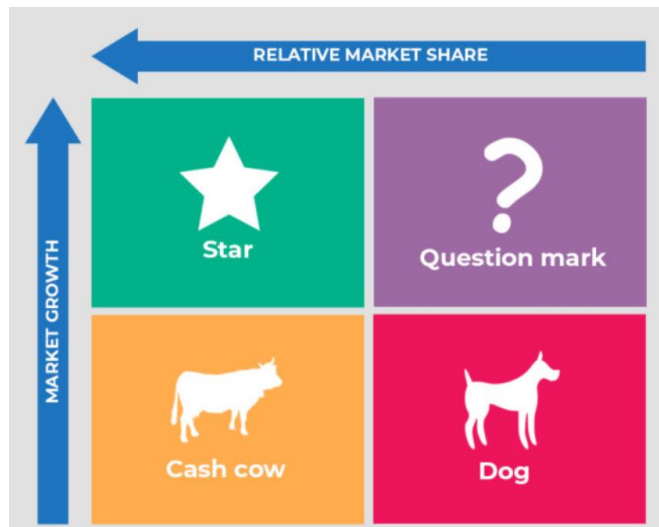 RELATIVE MARKET SHARE
MARKET GROWTH
Star
?
Question mark
Cash cow
Dog